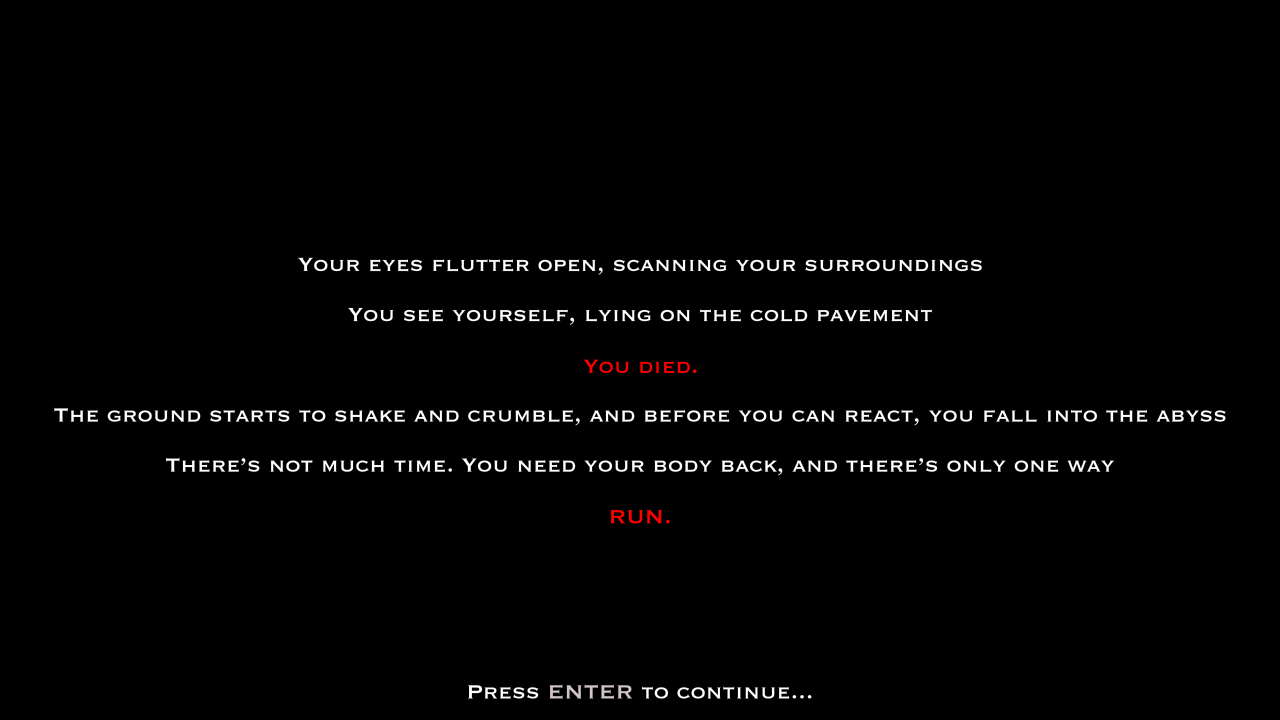 Your eyes flutter open, scanning your surroundings
You see yourself, lying on the cold pavement
You died.
The ground starts to shake and crumble, and before you can react, you fall into the abyss
There’s not much time. You need your body back, and there’s only one way
RUN.
Press ENTER to continue...